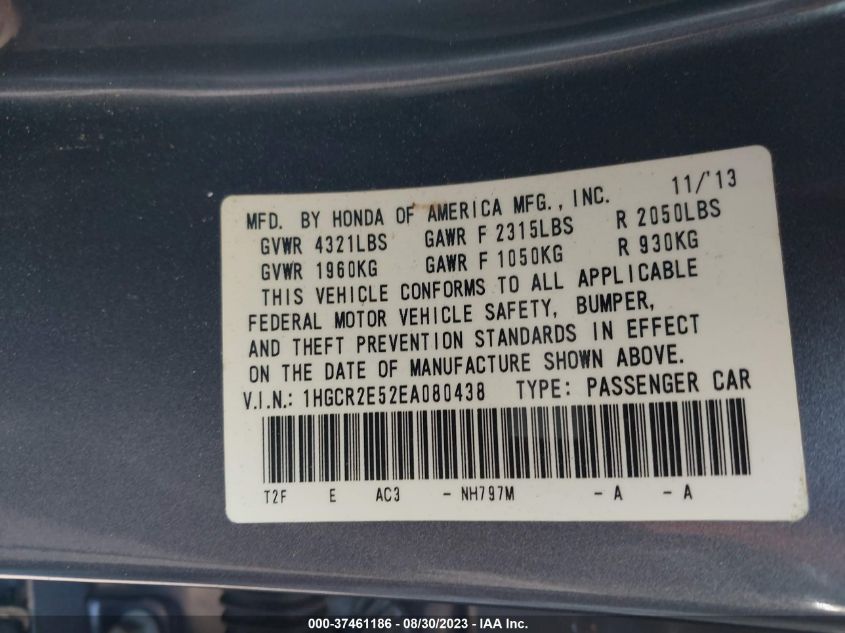 11/'13
MFD. BY HONDA OF AMERICA MFG., INC.
GVWR 4321LBS GAWR F 2315LBS R 2050LBS
GVWR 1960KG GAWR F 1050KG R 930KG
THIS VEHICLE CONFORMS TO ALL APPLICABLE
FEDERAL MOTOR VEHICLE SAFETY, BUMPER,
AND THEFT PREVENTION STANDARDS IN EFFECT
ON THE DATE OF MANUFACTURE SHOWN ABOVE.
V.I.N.: 1HGCR2E52EA080438 TYPE: PASSENGER CAR
T2F E AC3 - NH797M - A - A
000-37461186 - 08/30/2023 - IAA Inc.